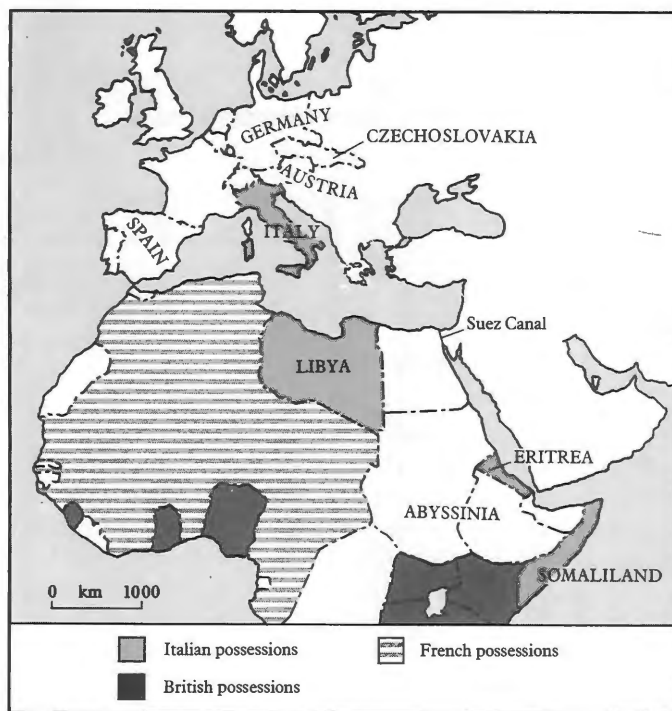 GERMANY
CZECHOSLOVAKIA
AUSTRIA
ITALY
SPAIN
Suez Canal
LIBYA
ERITREA
ABYSSINIA
SOMALILAND
0 km 1000
Italian possessions
French possessions
British possessions